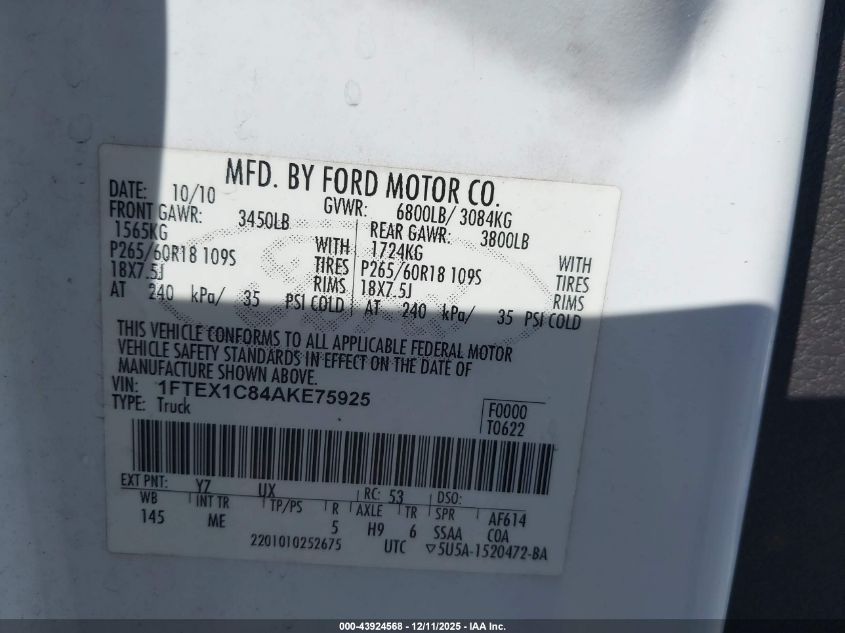 MFD. BY FORD MOTOR CO.
DATE: 10/10 GVWR: 6800LB/ 3084KG
FRONT GAWR: 3450LB REAR GAWR: 3800LB
1565KG WITH 1724KG WITH
P265/60R18 109S TIRES P265/60R18 109S TIRES
18X7.5J RIMS 18X7.5J RIMS
AT 240 kPa/ 35 PSI COLD AT 240 kPa/ 35 PSI COLD
THIS VEHICLE CONFORMS TO ALL APPLICABLE FEDERAL MOTOR
VEHICLE SAFETY STANDARDS IN EFFECT ON THE DATE OF
MANUFACTURE SHOWN ABOVE.
VIN: 1FTEX1C84AKE75925
TYPE: Truck
F0000
T0622
EXT PNT: YZ UX RC: 53 DSO:
WB INT TR TP/PS R AXLE TR SPR AF614
145 ME 5 H9 6 SSAA COA
2201010252675 UTC ▽5U5A-1520472-BA
000-43924568 - 12/11/2025 - IAA Inc.